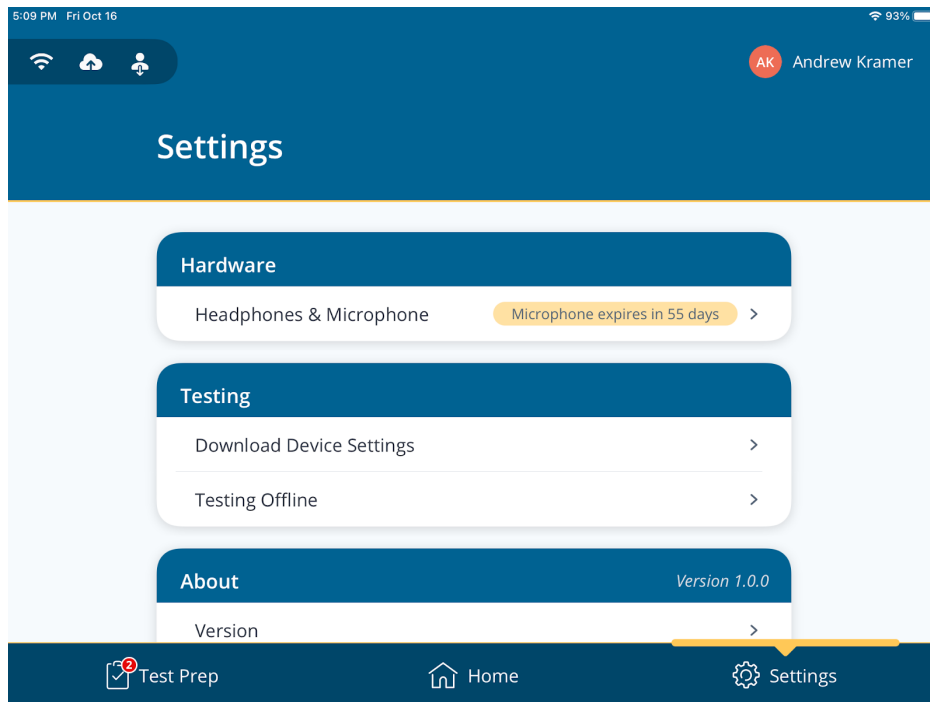 5:09 PM Fri Oct 16 93%
AK Andrew Kramer
Settings
Hardware
Headphones & Microphone Microphone expires in 55 days
Testing
Download Device Settings
Testing Offline
About Version 1.0.0
Version
2 Test Prep Home Settings